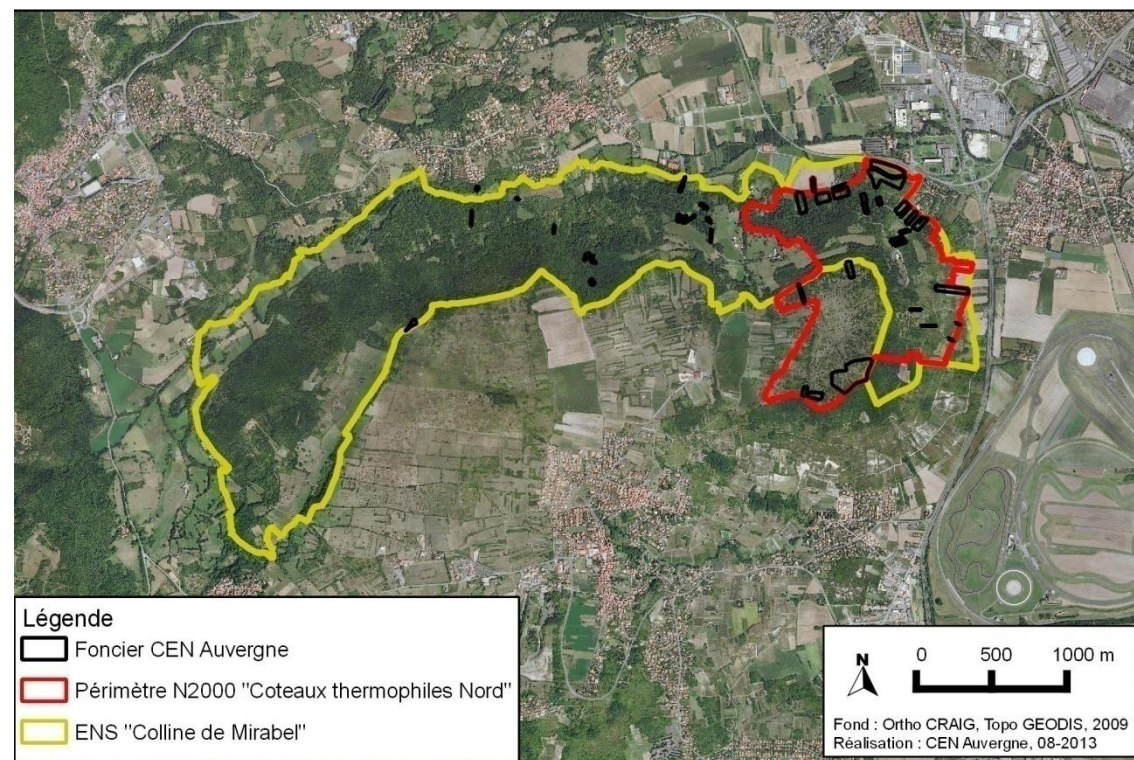 Légende
Foncier CEN Auvergne
Périmètre N2000 "Coteaux thermophiles Nord"
ENS "Colline de Mirabel"
N
0 500 1000 m
Fond : Ortho CRAIG, Topo GEODIS, 2009
Réalisation : CEN Auvergne, 08-2013